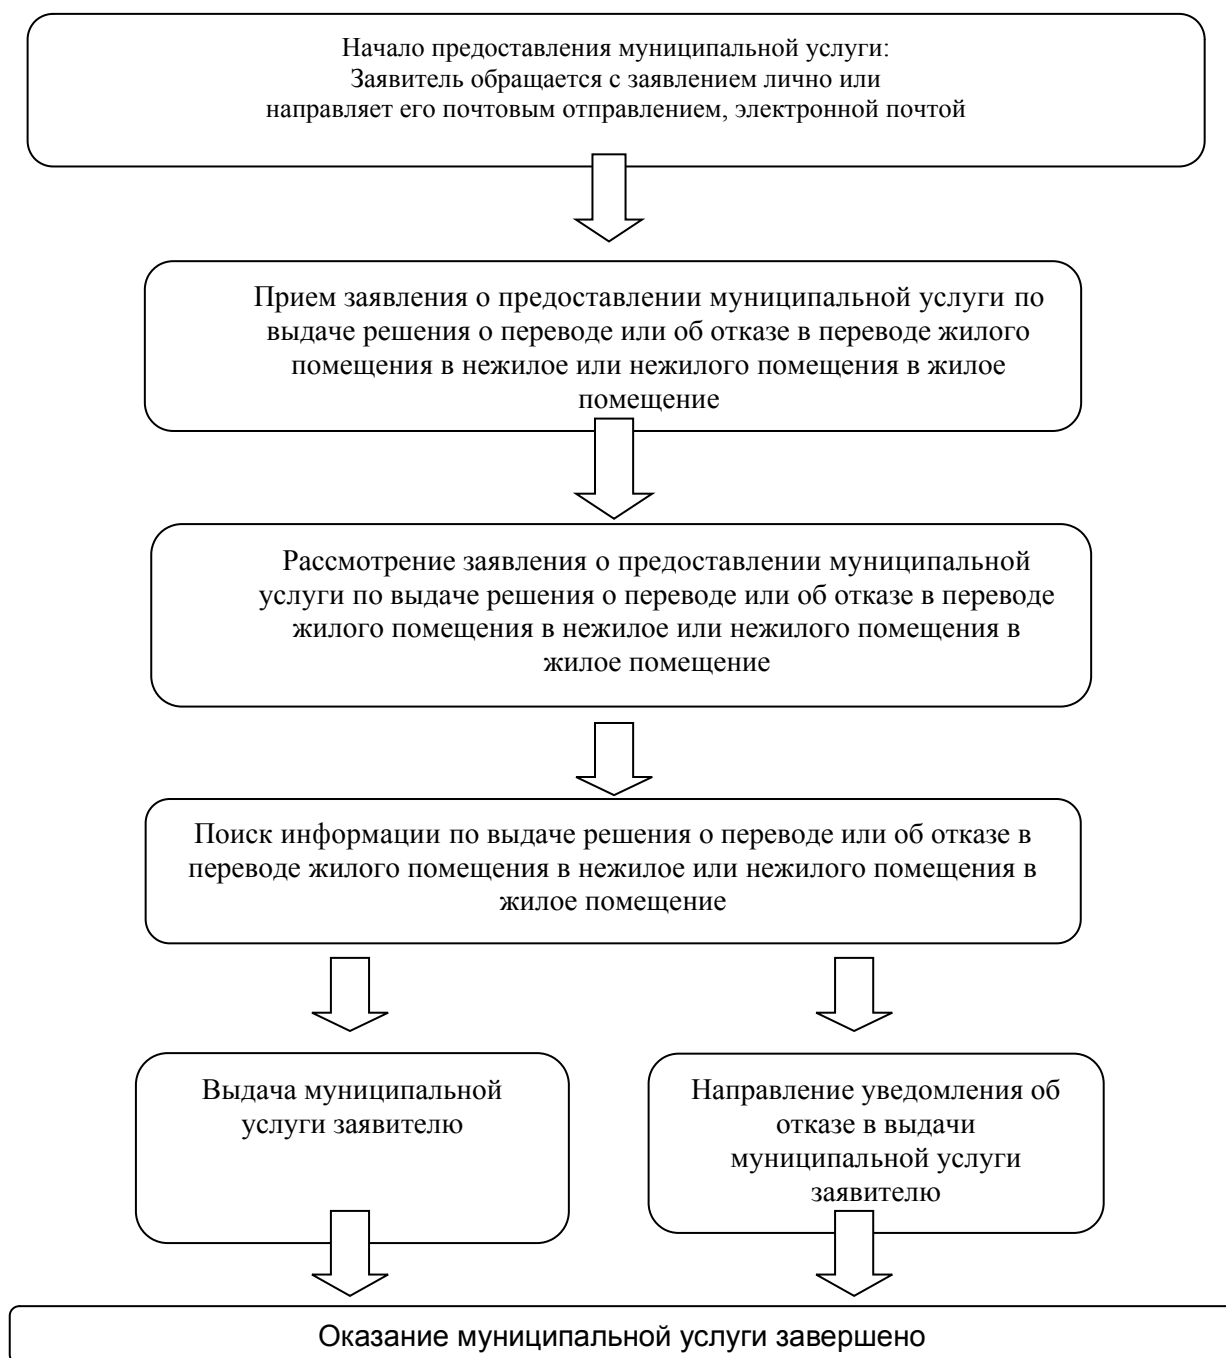 Начало предоставления муниципальной услуги:
Заявитель обращается с заявлением лично или
направляет его почтовым отправлением, электронной почтой
Прием заявления о предоставлении муниципальной услуги по
выдаче решения о переводе или об отказе в переводе жилого
помещения в нежилое или нежилого помещения в жилое
помещение
Рассмотрение заявления о предоставлении муниципальной
услуги по выдаче решения о переводе или об отказе в переводе
жилого помещения в нежилое или нежилого помещения в
жилое помещение
Поиск информации по выдаче решения о переводе или об отказе в
переводе жилого помещения в нежилое или нежилого помещения в
жилое помещение
Выдача муниципальной
услуги заявителю
Направление уведомления об
отказе в выдачи
муниципальной услуги
заявителю
Оказание муниципальной услуги завершено